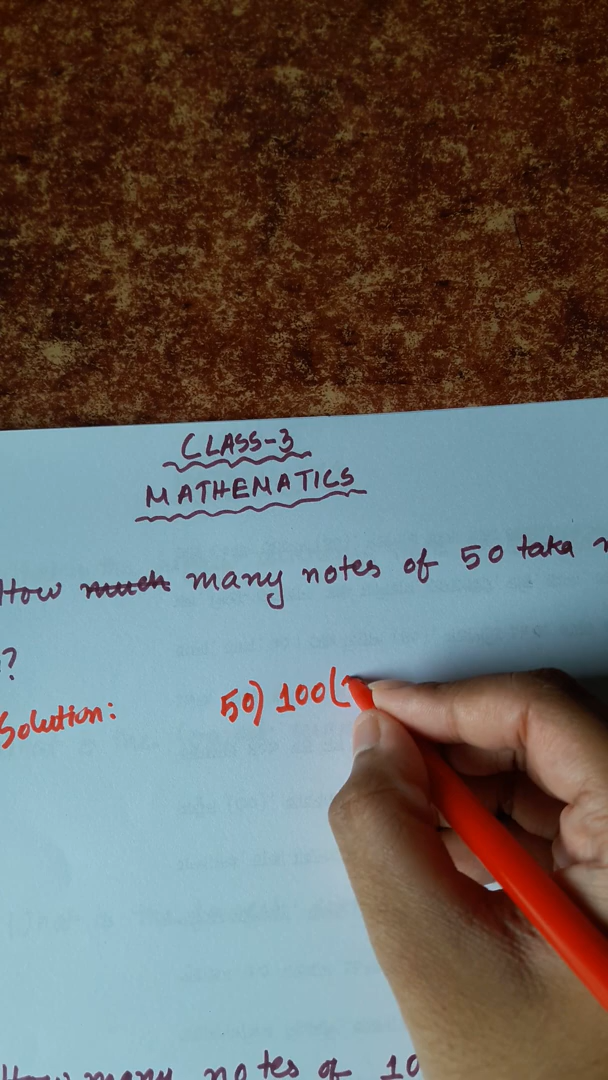 CLASS-3
MATHEMATICS
How much many notes of 50 taka
?
Solution:
50) 100(
How many notes of 10